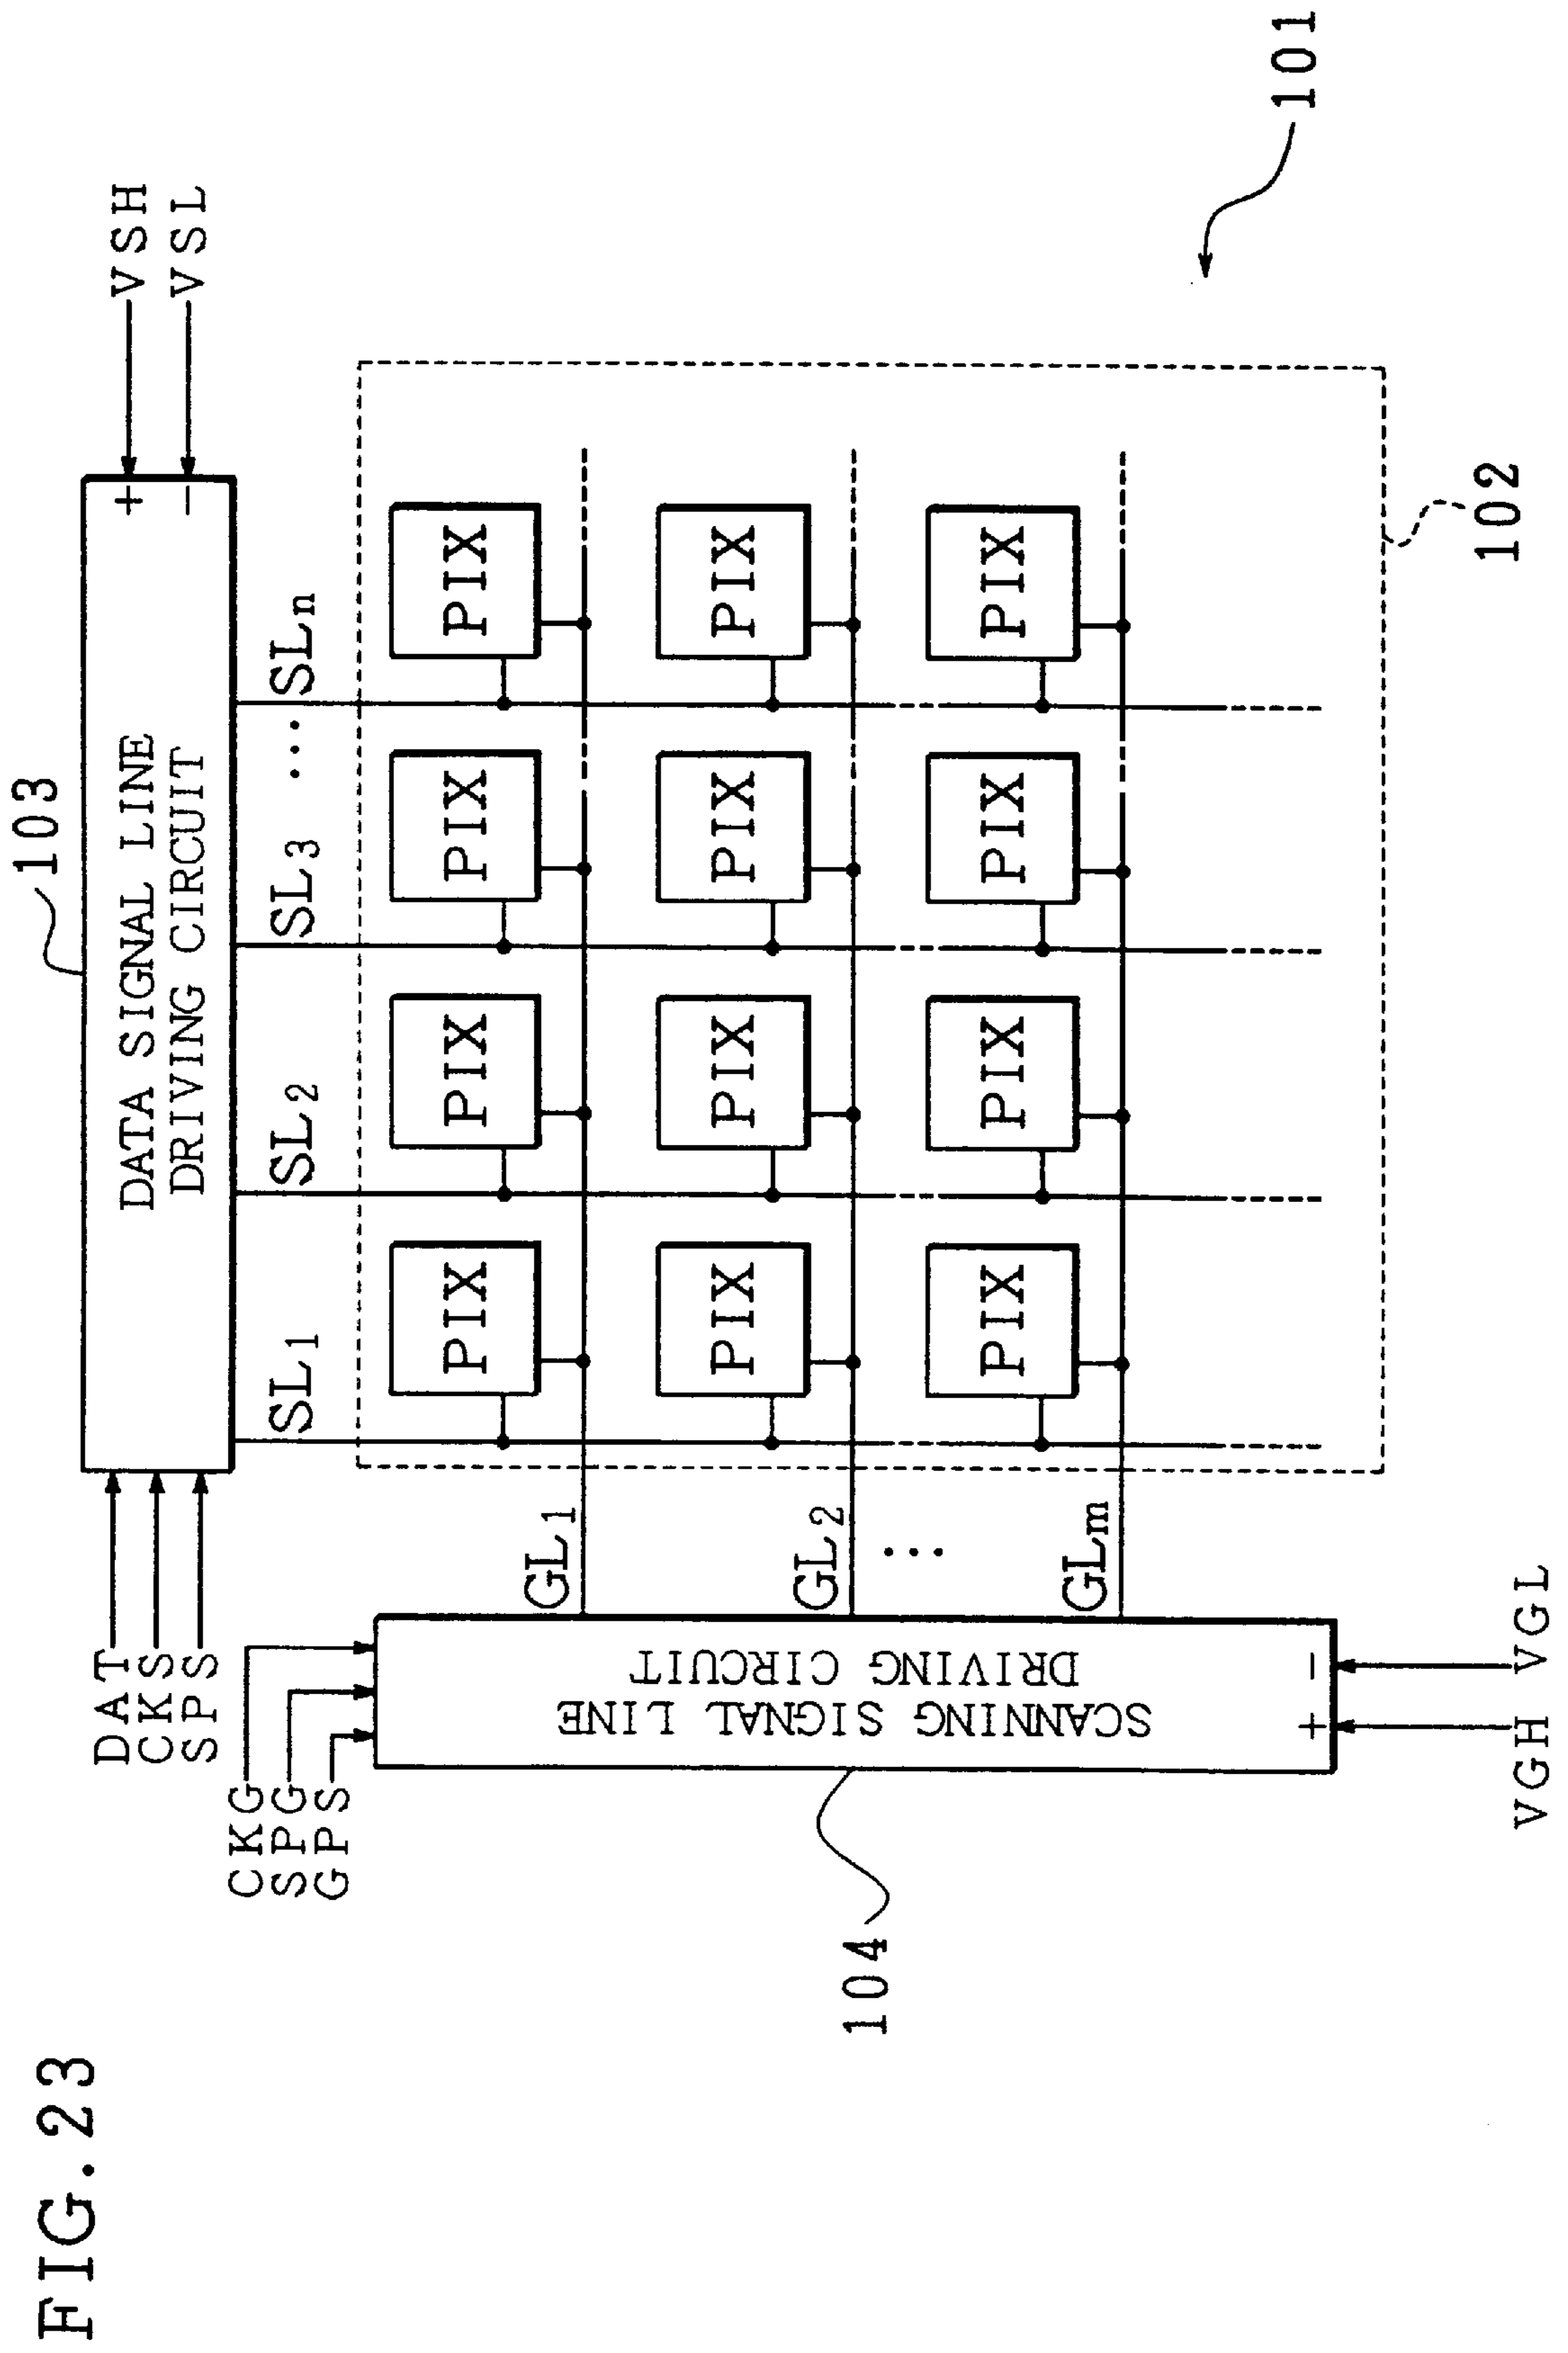 FIG.23
103
DATA SIGNAL LINE
DRIVING CIRCUIT
+
−
VSH
VSL
DAT
CKS
SPS
SL1
SL2
SL3
...
SLn
CKG
SPG
GPS
PIX
PIX
PIX
PIX
GL1
PIX
PIX
PIX
PIX
GL2
...
PIX
PIX
PIX
PIX
GLm
SCANNING SIGNAL LINE
DRIVING CIRCUIT
+
−
104
VGH
VGL
102
101